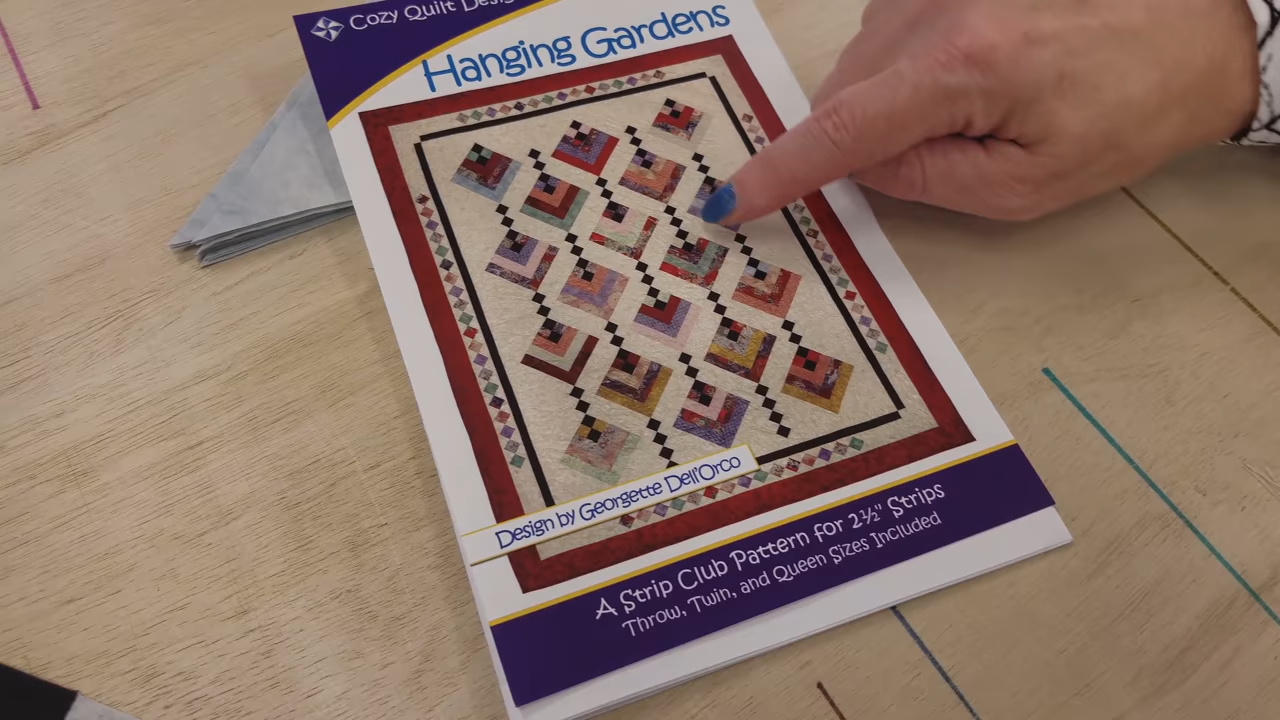 Cozy Quilt Desig
Hanging Gardens
Design by Georgette Dell'Orco
A Strip Club Pattern for 2½" Strips
Throw, Twin, and Queen Sizes Included